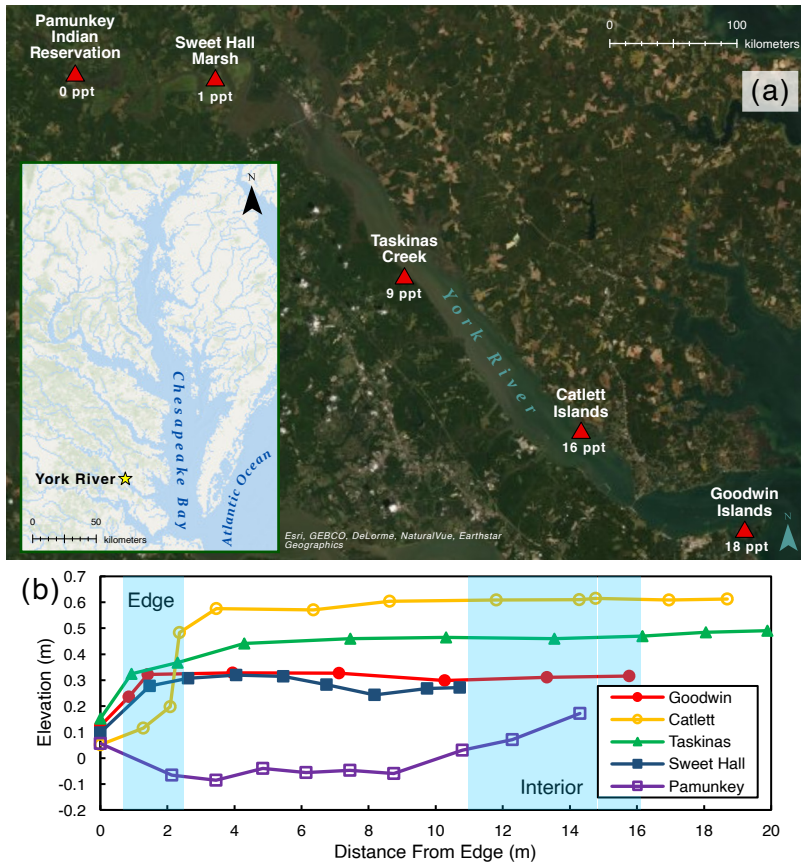 Pamunkey
Indian
Reservation
0 ppt
Sweet Hall
Marsh
1 ppt
0 100
kilometers
(a)
N
Taskinas
Creek
9 ppt
York River
Catlett
Islands
16 ppt
Goodwin
Islands
18 ppt
N
Chesapeake Bay
Atlantic Ocean
York River
0 50
kilometers
Esri, GEBCO, DeLorme, NaturalVue, Earthstar
Geographics
(b)
Edge
Interior
Elevation (m)
0.7
0.6
0.5
0.4
0.3
0.2
0.1
0
-0.1
-0.2
Goodwin
Catlett
Taskinas
Sweet Hall
Pamunkey
0 2 4 6 8 10 12 14 16 18 20
Distance From Edge (m)